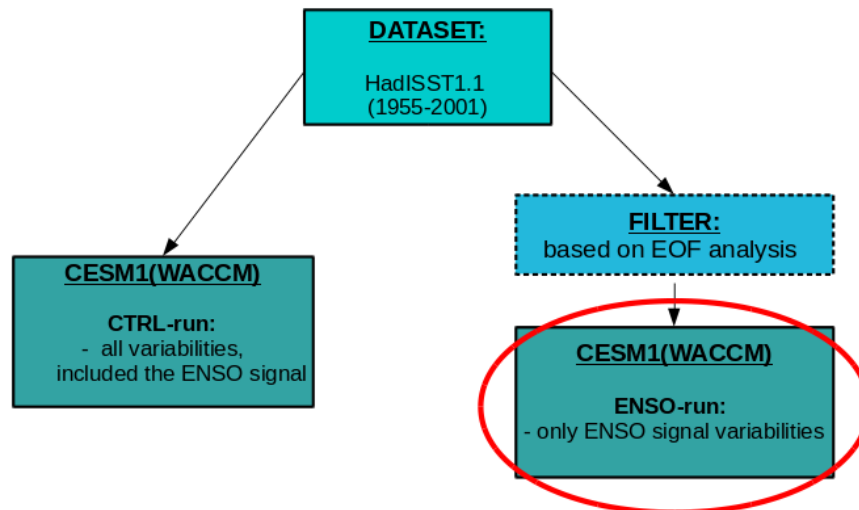 DATASET:
HadISST1.1
(1955-2001)
FILTER:
based on EOF analysis
CESM1(WACCM)
CTRL-run:
- all variabilities,
included the ENSO signal
CESM1(WACCM)
ENSO-run:
- only ENSO signal variabilities